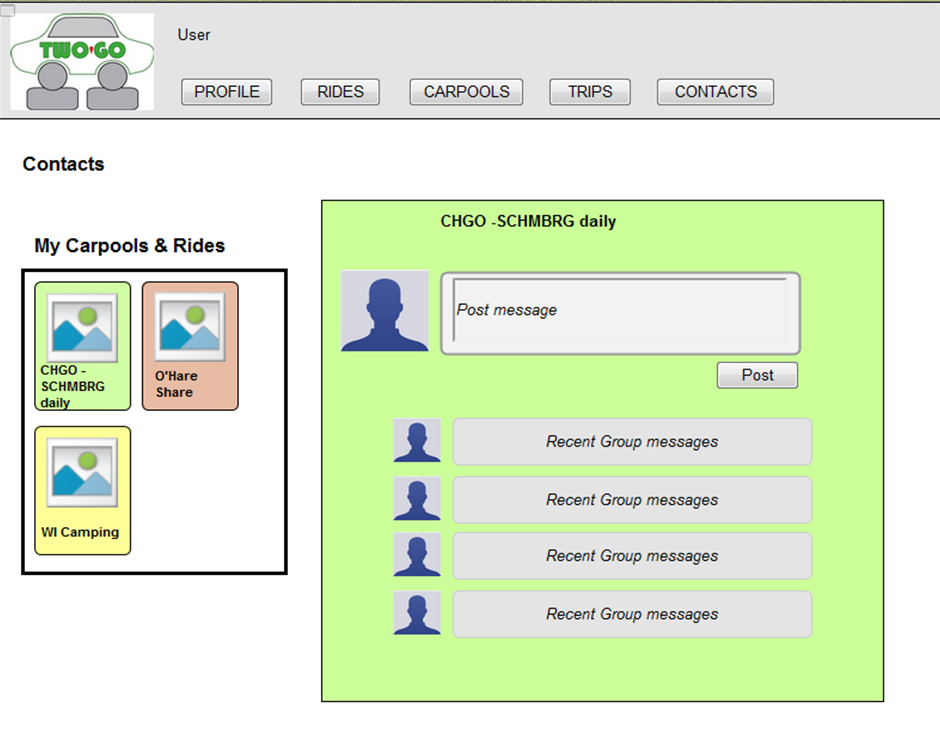 TWO GO
User
PROFILE
RIDES
CARPOOLS
TRIPS
CONTACTS
Contacts
My Carpools & Rides
CHGO -
SCHMBRG
daily
O'Hare
Share
WI Camping
CHGO -SCHMBRG daily
Post message
Post
Recent Group messages
Recent Group messages
Recent Group messages
Recent Group messages